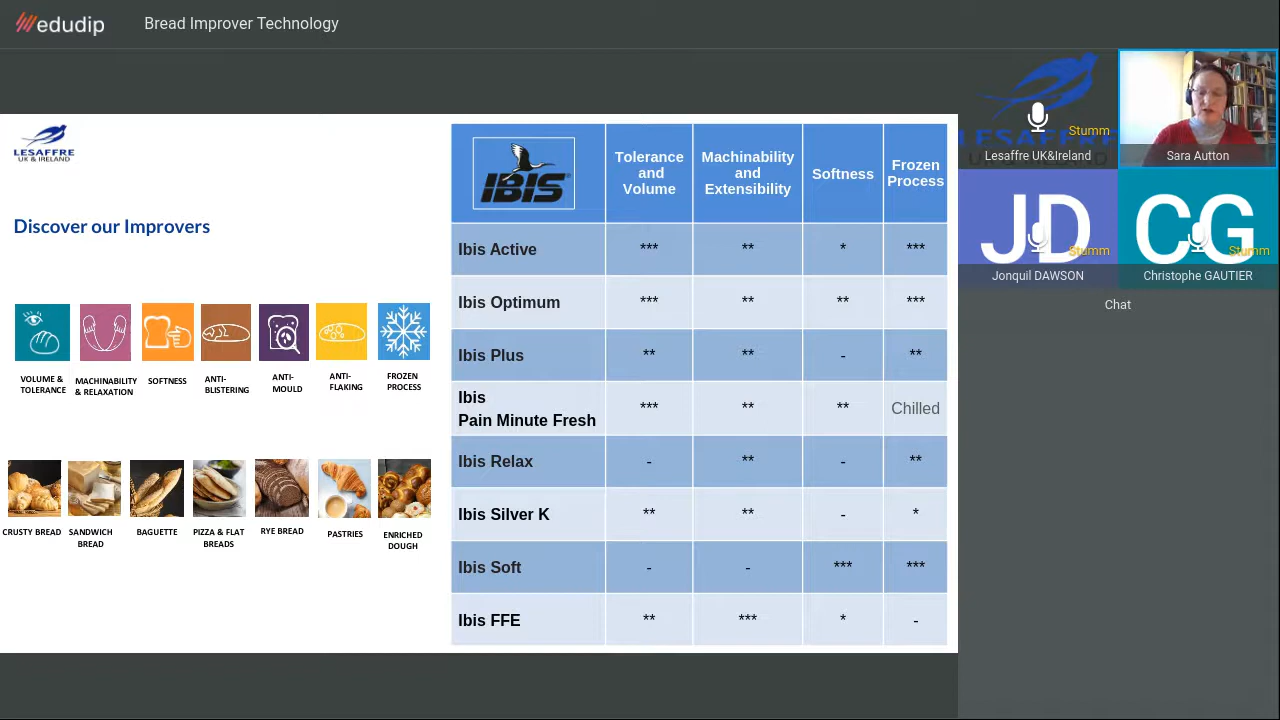 edudip
Bread Improver Technology
LESAFFRE
UK & IRELAND
Discover our Improvers
VOLUME &
TOLERANCE
MACHINABILITY
& RELAXATION
SOFTNESS
ANTI-
BLISTERING
ANTI-
MOULD
ANTI-
FLAKING
FROZEN
PROCESS
CRUSTY BREAD
SANDWICH
BREAD
BAGUETTE
PIZZA & FLAT
BREADS
RYE BREAD
PASTRIES
ENRICHED
DOUGH
IBIS
Tolerance
and
Volume
Machinability
and
Extensibility
Softness
Frozen
Process
Ibis Active *** ** * ***
Ibis Optimum *** ** ** ***
Ibis Plus ** ** - **
Ibis
Pain Minute Fresh *** ** ** Chilled
Ibis Relax - ** - **
Ibis Silver K ** ** - *
Ibis Soft - - *** ***
Ibis FFE ** *** * -
LESAFFRE
Stumm
Lesaffre UK&Ireland
Sara Autton
JD
Stumm
Jonquil DAWSON
CG
Stumm
Christophe GAUTIER
Chat